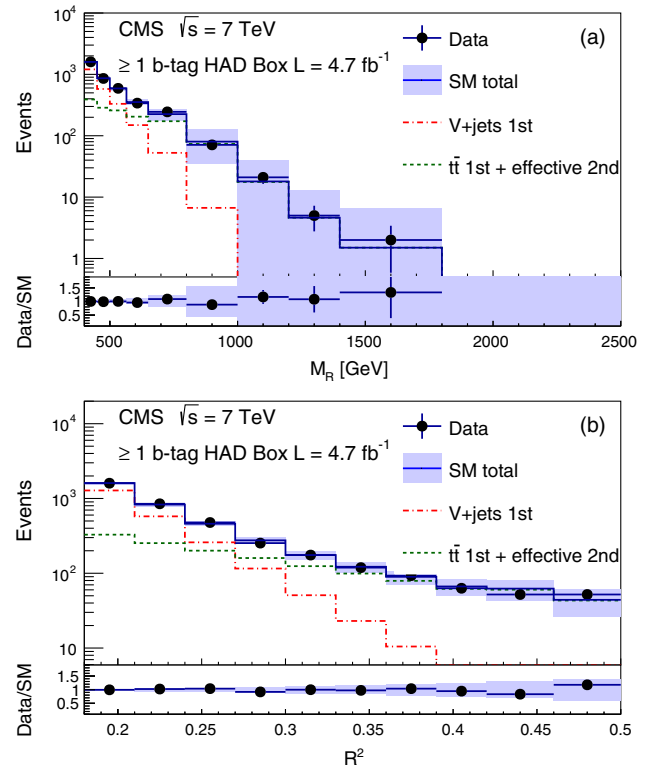 CMS √s = 7 TeV
(a)
≥ 1 b-tag HAD Box L = 4.7 fb⁻¹
Data
SM total
V+jets 1st
tt̄ 1st + effective 2nd
Events
10⁴
10³
10²
10
1
Data/SM
1.5
1
0.5
500 1000 1500 2000 2500
M_R [GeV]
CMS √s = 7 TeV
(b)
≥ 1 b-tag HAD Box L = 4.7 fb⁻¹
Data
SM total
V+jets 1st
tt̄ 1st + effective 2nd
Events
10⁴
10³
10²
10
Data/SM
1.5
1
0.5
0.2 0.25 0.3 0.35 0.4 0.45 0.5
R²